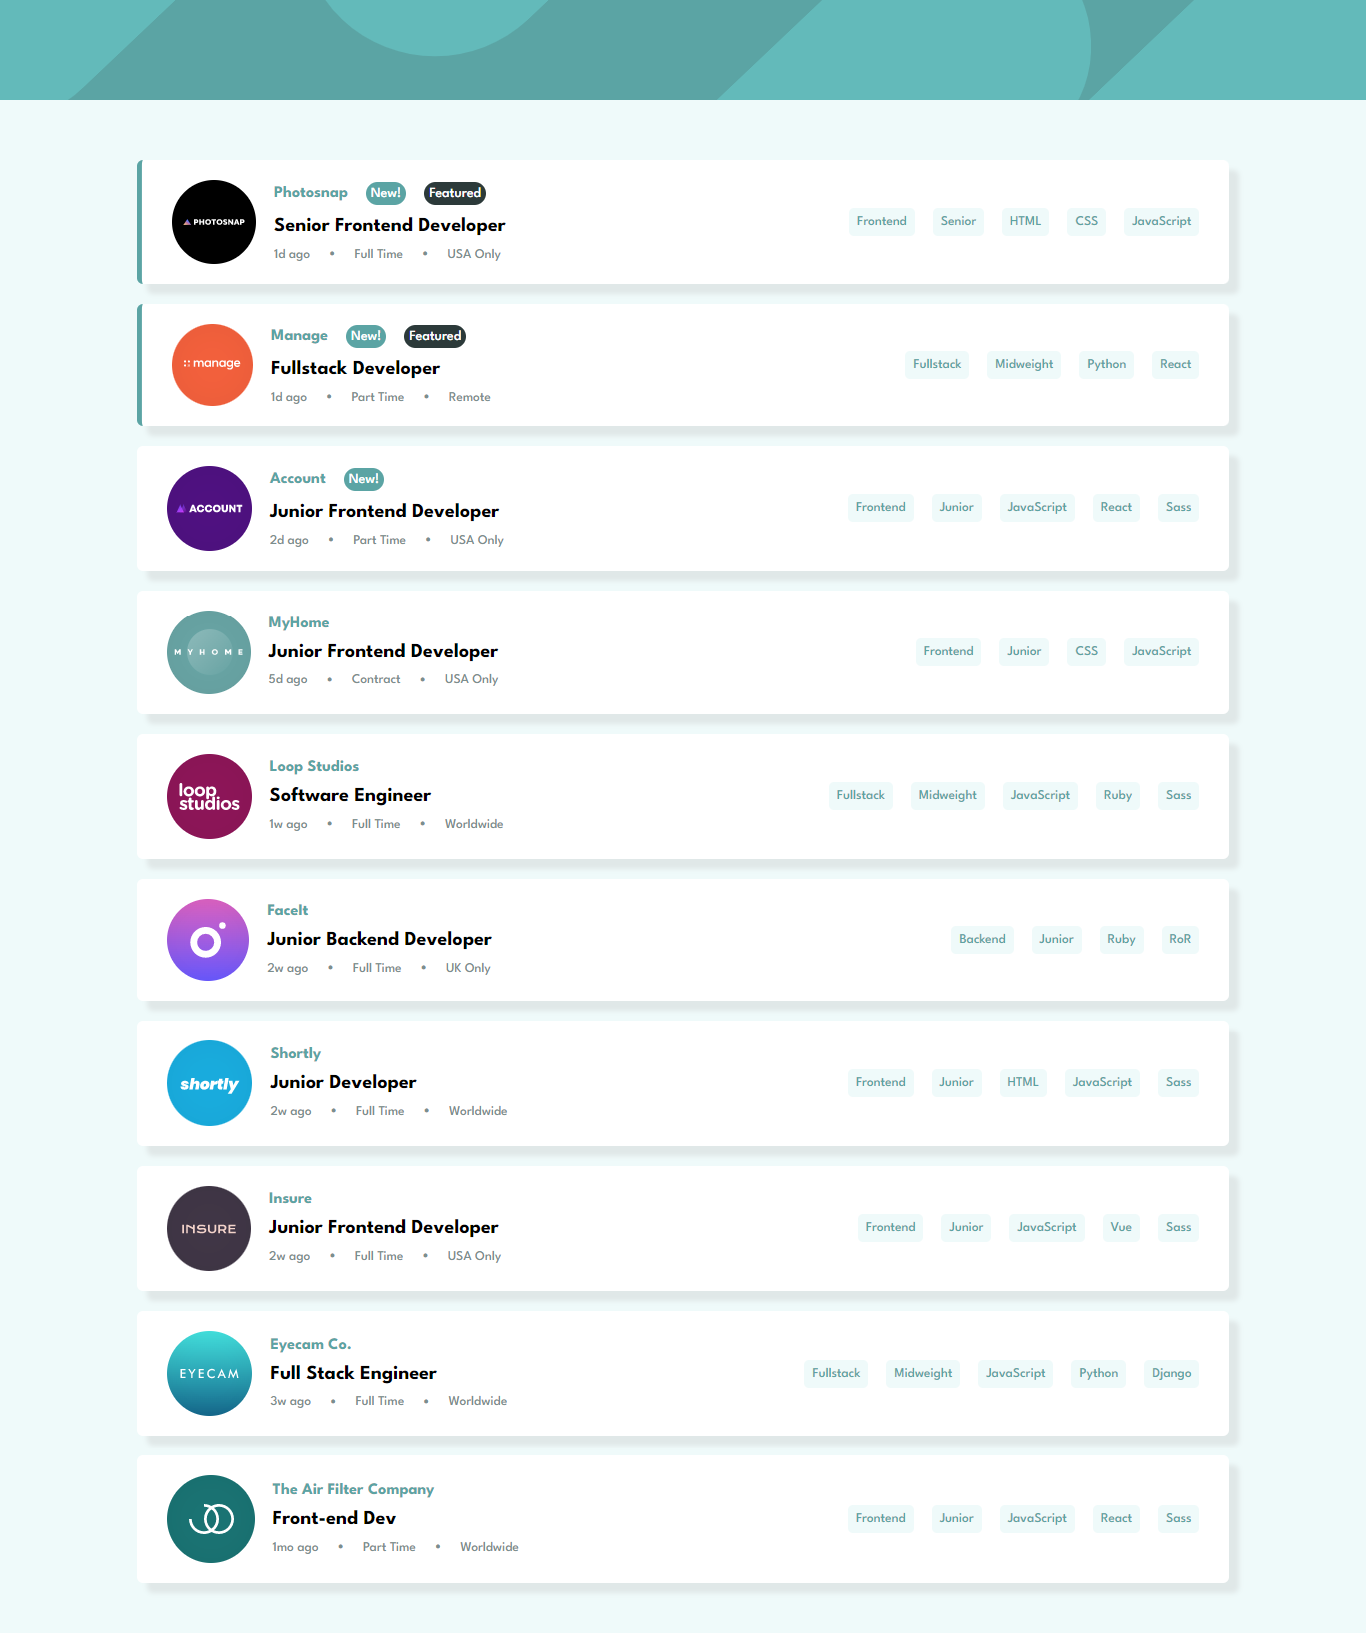 PHOTOSNAP
Photosnap New! Featured
Senior Frontend Developer
1d ago • Full Time • USA Only
Frontend Senior HTML CSS JavaScript
manage
Manage New! Featured
Fullstack Developer
1d ago • Part Time • Remote
Fullstack Midweight Python React
ACCOUNT
Account New!
Junior Frontend Developer
2d ago • Part Time • USA Only
Frontend Junior JavaScript React Sass
MYHOME
MyHome
Junior Frontend Developer
5d ago • Contract • USA Only
Frontend Junior CSS JavaScript
loop
studios
Loop Studios
Software Engineer
1w ago • Full Time • Worldwide
Fullstack Midweight JavaScript Ruby Sass
FaceIt
Junior Backend Developer
2w ago • Full Time • UK Only
Backend Junior Ruby RoR
shortly
Shortly
Junior Developer
2w ago • Full Time • Worldwide
Frontend Junior HTML JavaScript Sass
INSURE
Insure
Junior Frontend Developer
2w ago • Full Time • USA Only
Frontend Junior JavaScript Vue Sass
EYECAM
Eyecam Co.
Full Stack Engineer
3w ago • Full Time • Worldwide
Fullstack Midweight JavaScript Python Django
The Air Filter Company
Front-end Dev
1mo ago • Part Time • Worldwide
Frontend Junior JavaScript React Sass